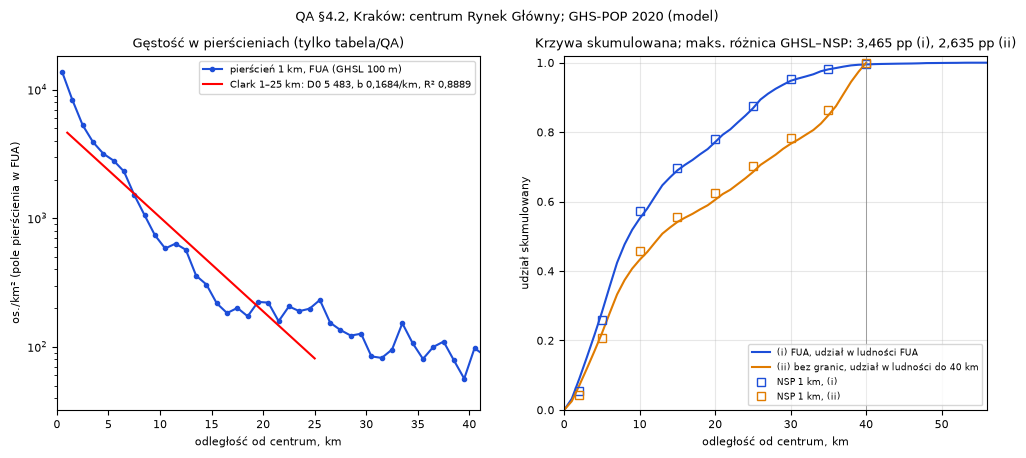 QA §4.2, Kraków: centrum Rynek Główny; GHS-POP 2020 (model)
Gęstość w pierścieniach (tylko tabela/QA)
os./km² (pole pierścienia w FUA)
10⁴
10³
10²
pierścień 1 km, FUA (GHSL 100 m)
Clark 1–25 km: D0 5 483, b 0,1684/km, R² 0,8889
0 5 10 15 20 25 30 35 40
odległość od centrum, km
Krzywa skumulowana; maks. różnica GHSL–NSP: 3,465 pp (i), 2,635 pp (ii)
udział skumulowany
1.0
0.8
0.6
0.4
0.2
0.0
(i) FUA, udział w ludności FUA
(ii) bez granic, udział w ludności do 40 km
NSP 1 km, (i)
NSP 1 km, (ii)
0 10 20 30 40 50
odległość od centrum, km